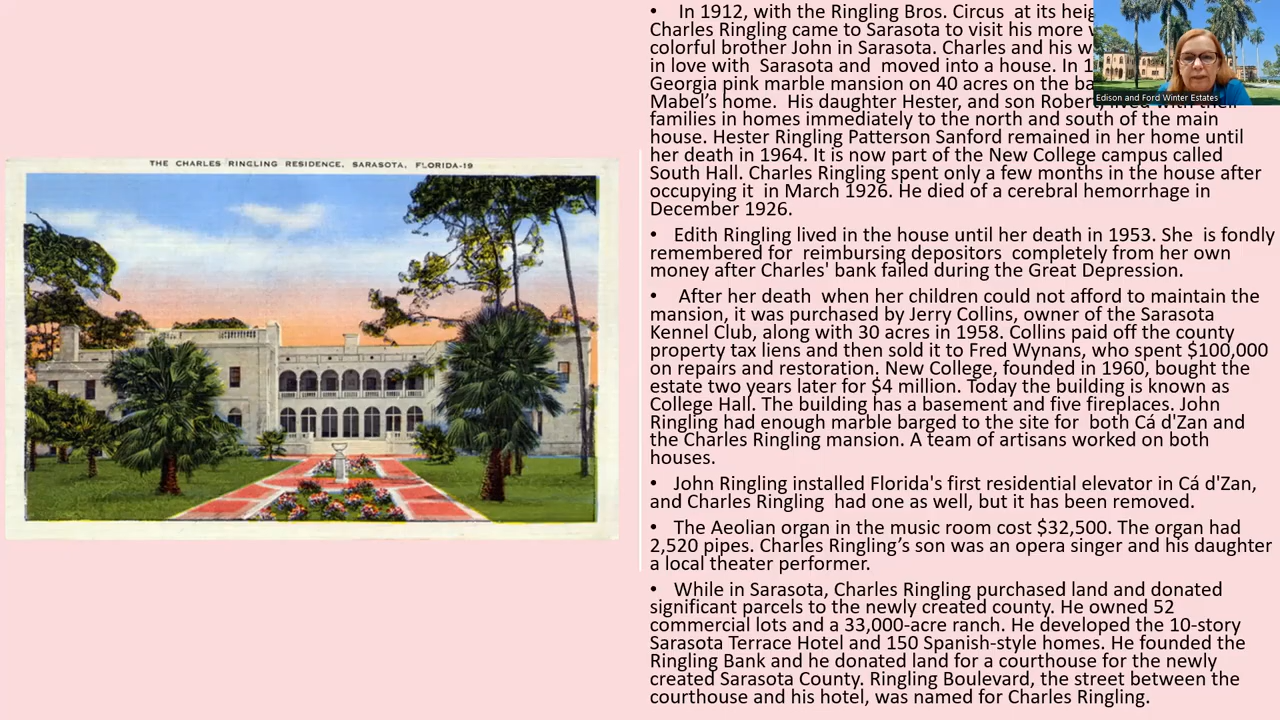 THE CHARLES RINGLING RESIDENCE, SARASOTA, FLORIDA-19
• In 1912, with the Ringling Bros. Circus at its
Charles Ringling came to Sarasota to visit his more
colorful brother John in Sarasota. Charles and his
in love with Sarasota and moved into a house. In
Georgia pink marble mansion on 40 acres on the
Mabel's home. His daughter Hester, and son Robert, lived with their
families in homes immediately to the north and south of the main
house. Hester Ringling Patterson Sanford remained in her home until
her death in 1964. It is now part of the New College campus called
South Hall. Charles Ringling spent only a few months in the house after
occupying it in March 1926. He died of a cerebral hemorrhage in
December 1926.
• Edith Ringling lived in the house until her death in 1953. She is fondly
remembered for reimbursing depositors completely from her own
money after Charles' bank failed during the Great Depression.
• After her death when her children could not afford to maintain the
mansion, it was purchased by Jerry Collins, owner of the Sarasota
Kennel Club, along with 30 acres in 1958. Collins paid off the county
property tax liens and then sold it to Fred Wynans, who spent $100,000
on repairs and restoration. New College, founded in 1960, bought the
estate two years later for $4 million. Today the building is known as
College Hall. The building has a basement and five fireplaces. John
Ringling had enough marble barged to the site for both Cá d'Zan and
the Charles Ringling mansion. A team of artisans worked on both
houses.
• John Ringling installed Florida's first residential elevator in Cá d'Zan,
and Charles Ringling had one as well, but it has been removed.
• The Aeolian organ in the music room cost $32,500. The organ had
2,520 pipes. Charles Ringling's son was an opera singer and his daughter
a local theater performer.
• While in Sarasota, Charles Ringling purchased land and donated
significant parcels to the newly created county. He owned 52
commercial lots and a 33,000-acre ranch. He developed the 10-story
Sarasota Terrace Hotel and 150 Spanish-style homes. He founded the
Ringling Bank and he donated land for a courthouse for the newly
created Sarasota County. Ringling Boulevard, the street between the
courthouse and his hotel, was named for Charles Ringling.
Edison and Ford Winter Estates